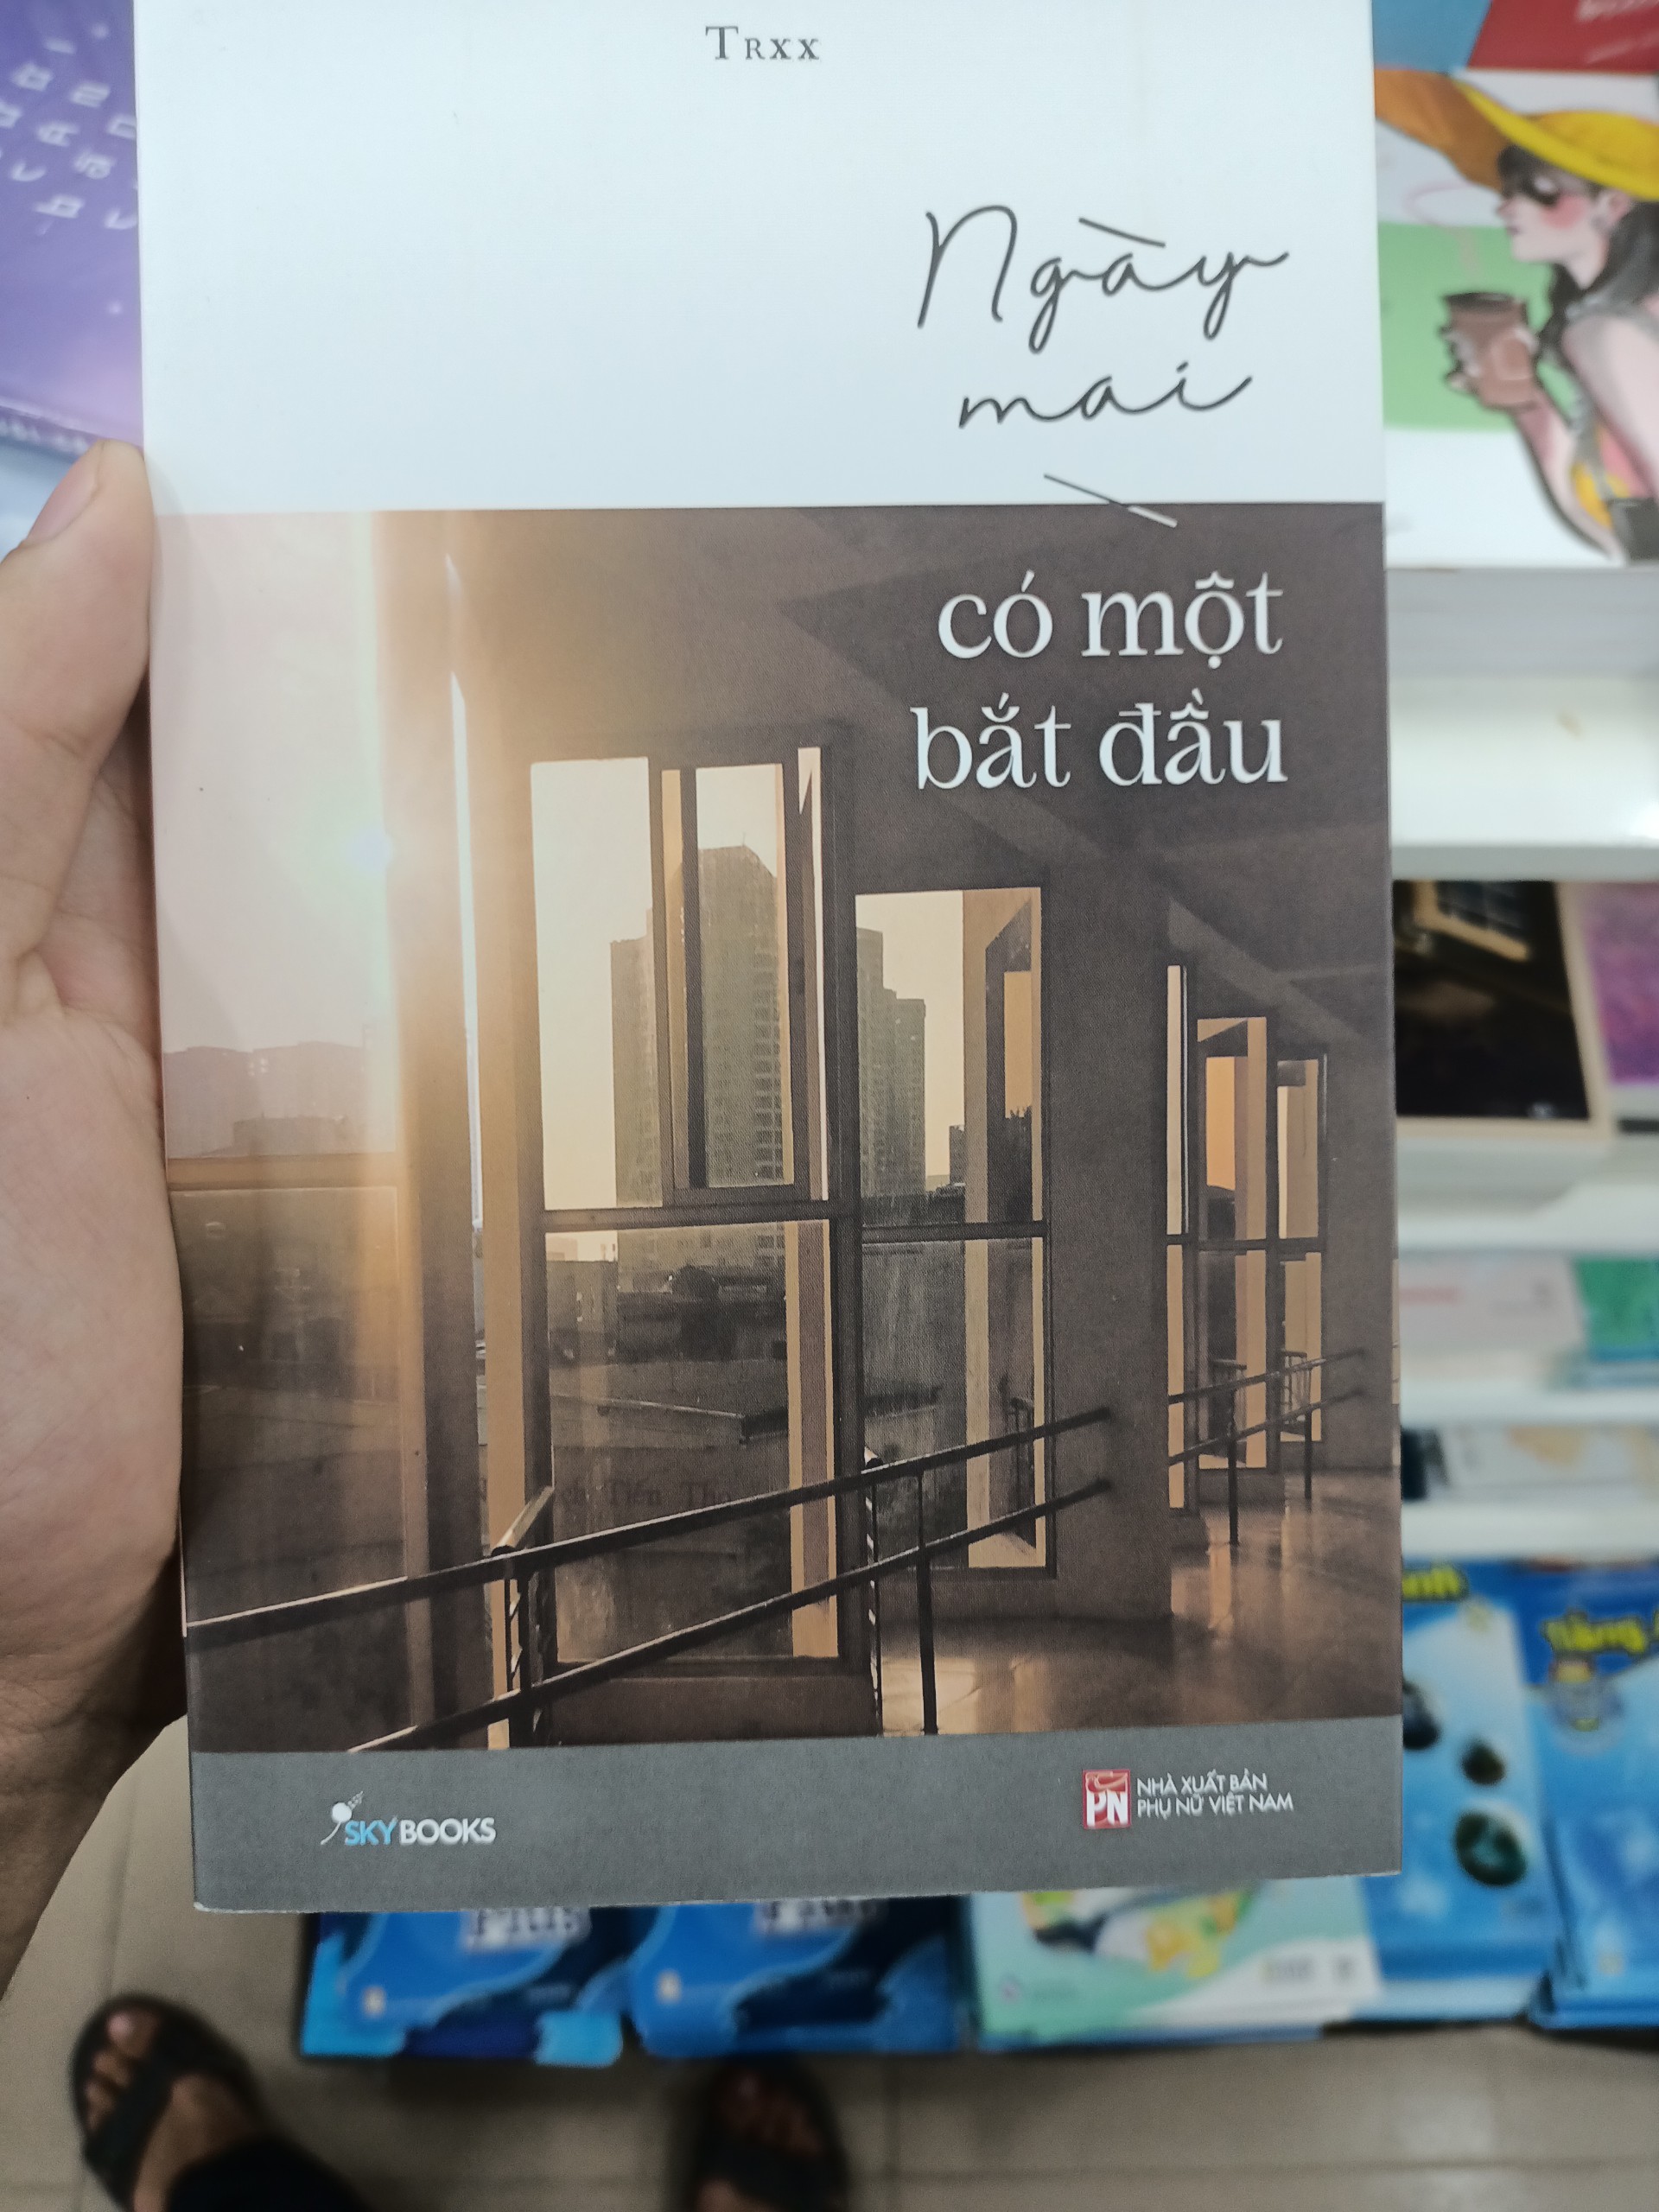 TRXX
Ngày
mai
có một
bắt đầu
SKYBOOKS
PN
NHÀ XUẤT BẢN
PHỤ NỮ VIỆT NAM